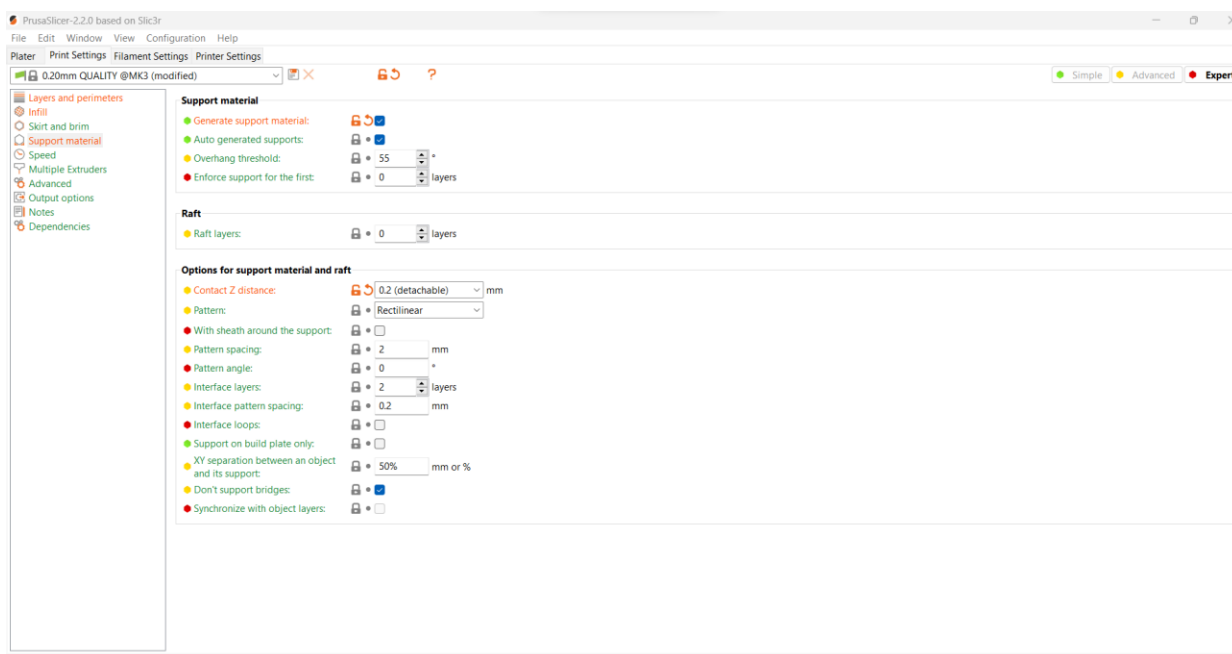 PrusaSlicer-2.2.0 based on Slic3r
File Edit Window View Configuration Help
Plater Print Settings Filament Settings Printer Settings
0.20mm QUALITY @MK3 (modified)
?
Simple Advanced Expert
Layers and perimeters
Infill
Skirt and brim
Support material
Speed
Multiple Extruders
Advanced
Output options
Notes
Dependencies
Support material
Generate support material:
Auto generated supports:
Overhang threshold: 55 °
Enforce support for the first: 0 layers
Raft
Raft layers: 0 layers
Options for support material and raft
Contact Z distance: 0.2 (detachable) mm
Pattern: Rectilinear
With sheath around the support:
Pattern spacing: 2 mm
Pattern angle: 0 °
Interface layers: 2 layers
Interface pattern spacing: 0.2 mm
Interface loops:
Support on build plate only:
XY separation between an object
and its support: 50% mm or %
Don't support bridges:
Synchronize with object layers: